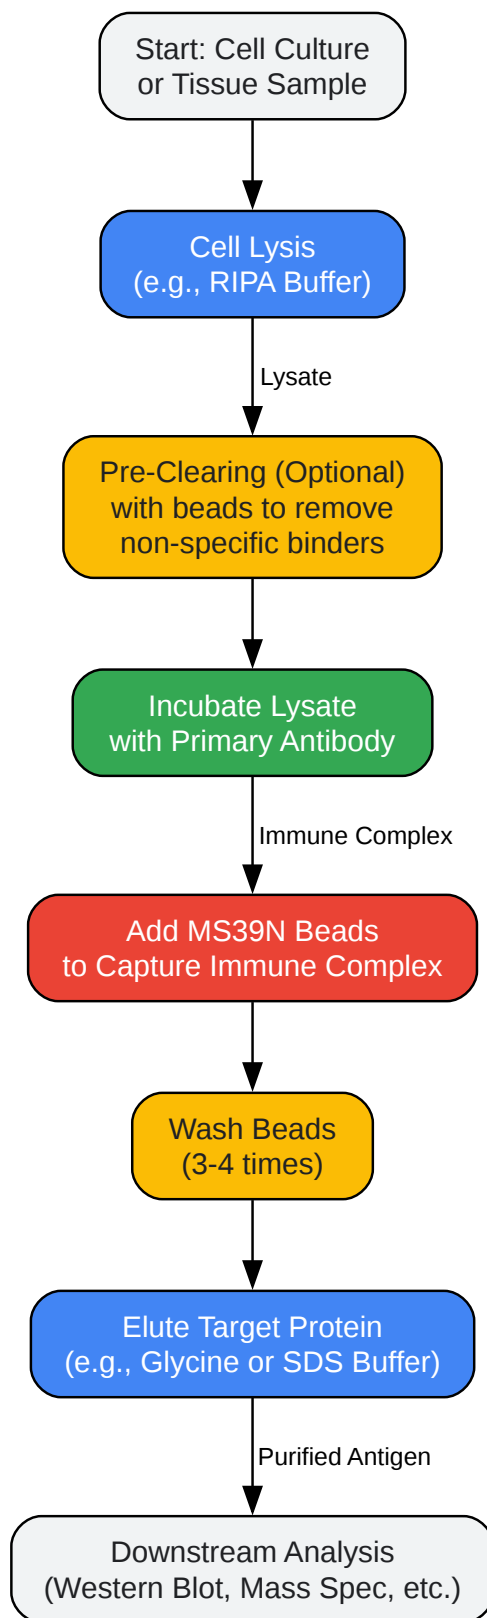 Start: Cell Culture
or Tissue Sample
Cell Lysis
(e.g., RIPA Buffer)
Lysate
Pre-Clearing (Optional)
with beads to remove
non-specific binders
Incubate Lysate
with Primary Antibody
Immune Complex
Add MS39N Beads
to Capture Immune Complex
Wash Beads
(3-4 times)
Elute Target Protein
(e.g., Glycine or SDS Buffer)
Purified Antigen
Downstream Analysis
(Western Blot, Mass Spec, etc.)